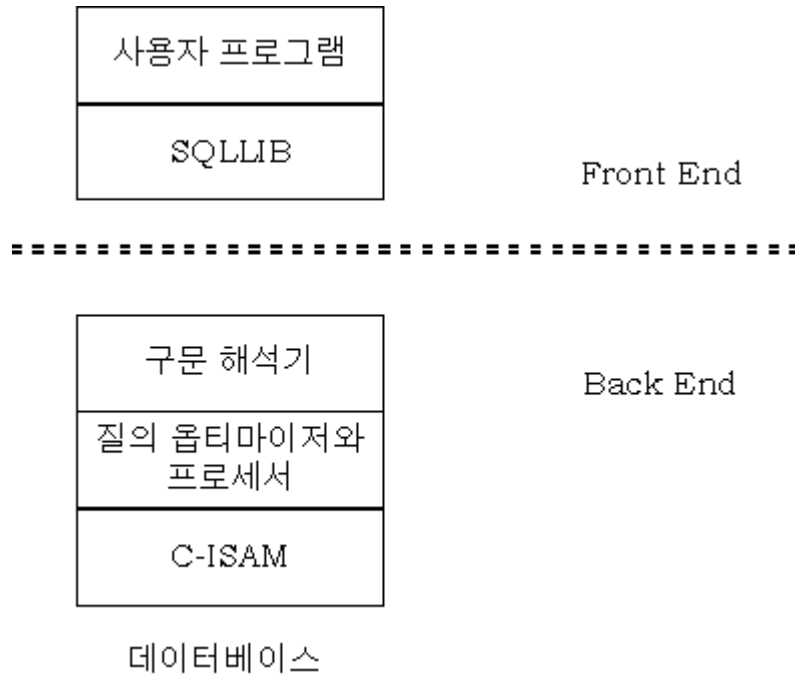 사용자 프로그램
SQLLIB
Front End
구문 해석기
Back End
질의 옵티마이저와
프로세서
C-ISAM
데이터베이스